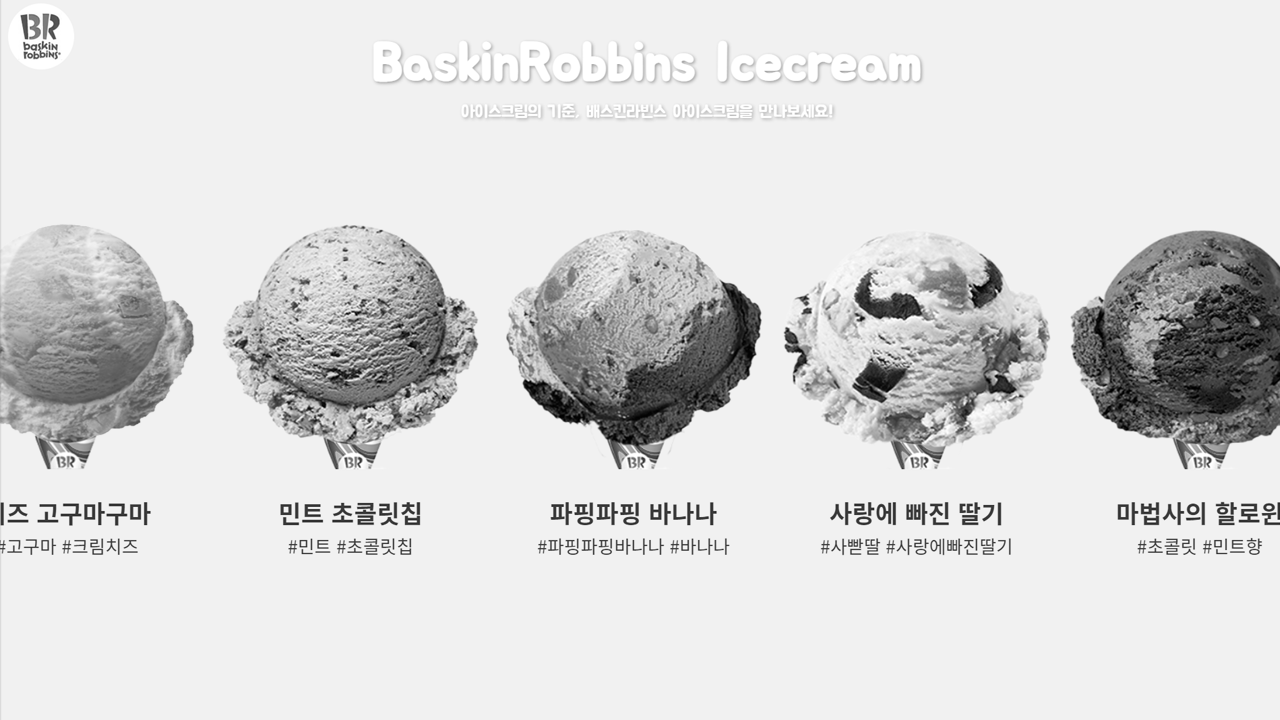 BR
baskin
robbins
BaskinRobbins Icecream
아이스크림의 기준, 배스킨라빈스 아이스크림을 만나보세요!
BR
BR
BR
BR
즈 고구마구마
민트 초콜릿칩
파핑파핑 바나나
사랑에 빠진 딸기
마법사의 할로윈
#고구마 #크림치즈
#민트 #초콜릿칩
#파핑파핑바나나 #바나나
#사빧딸 #사랑에빠진딸기
#초콜릿 #민트향